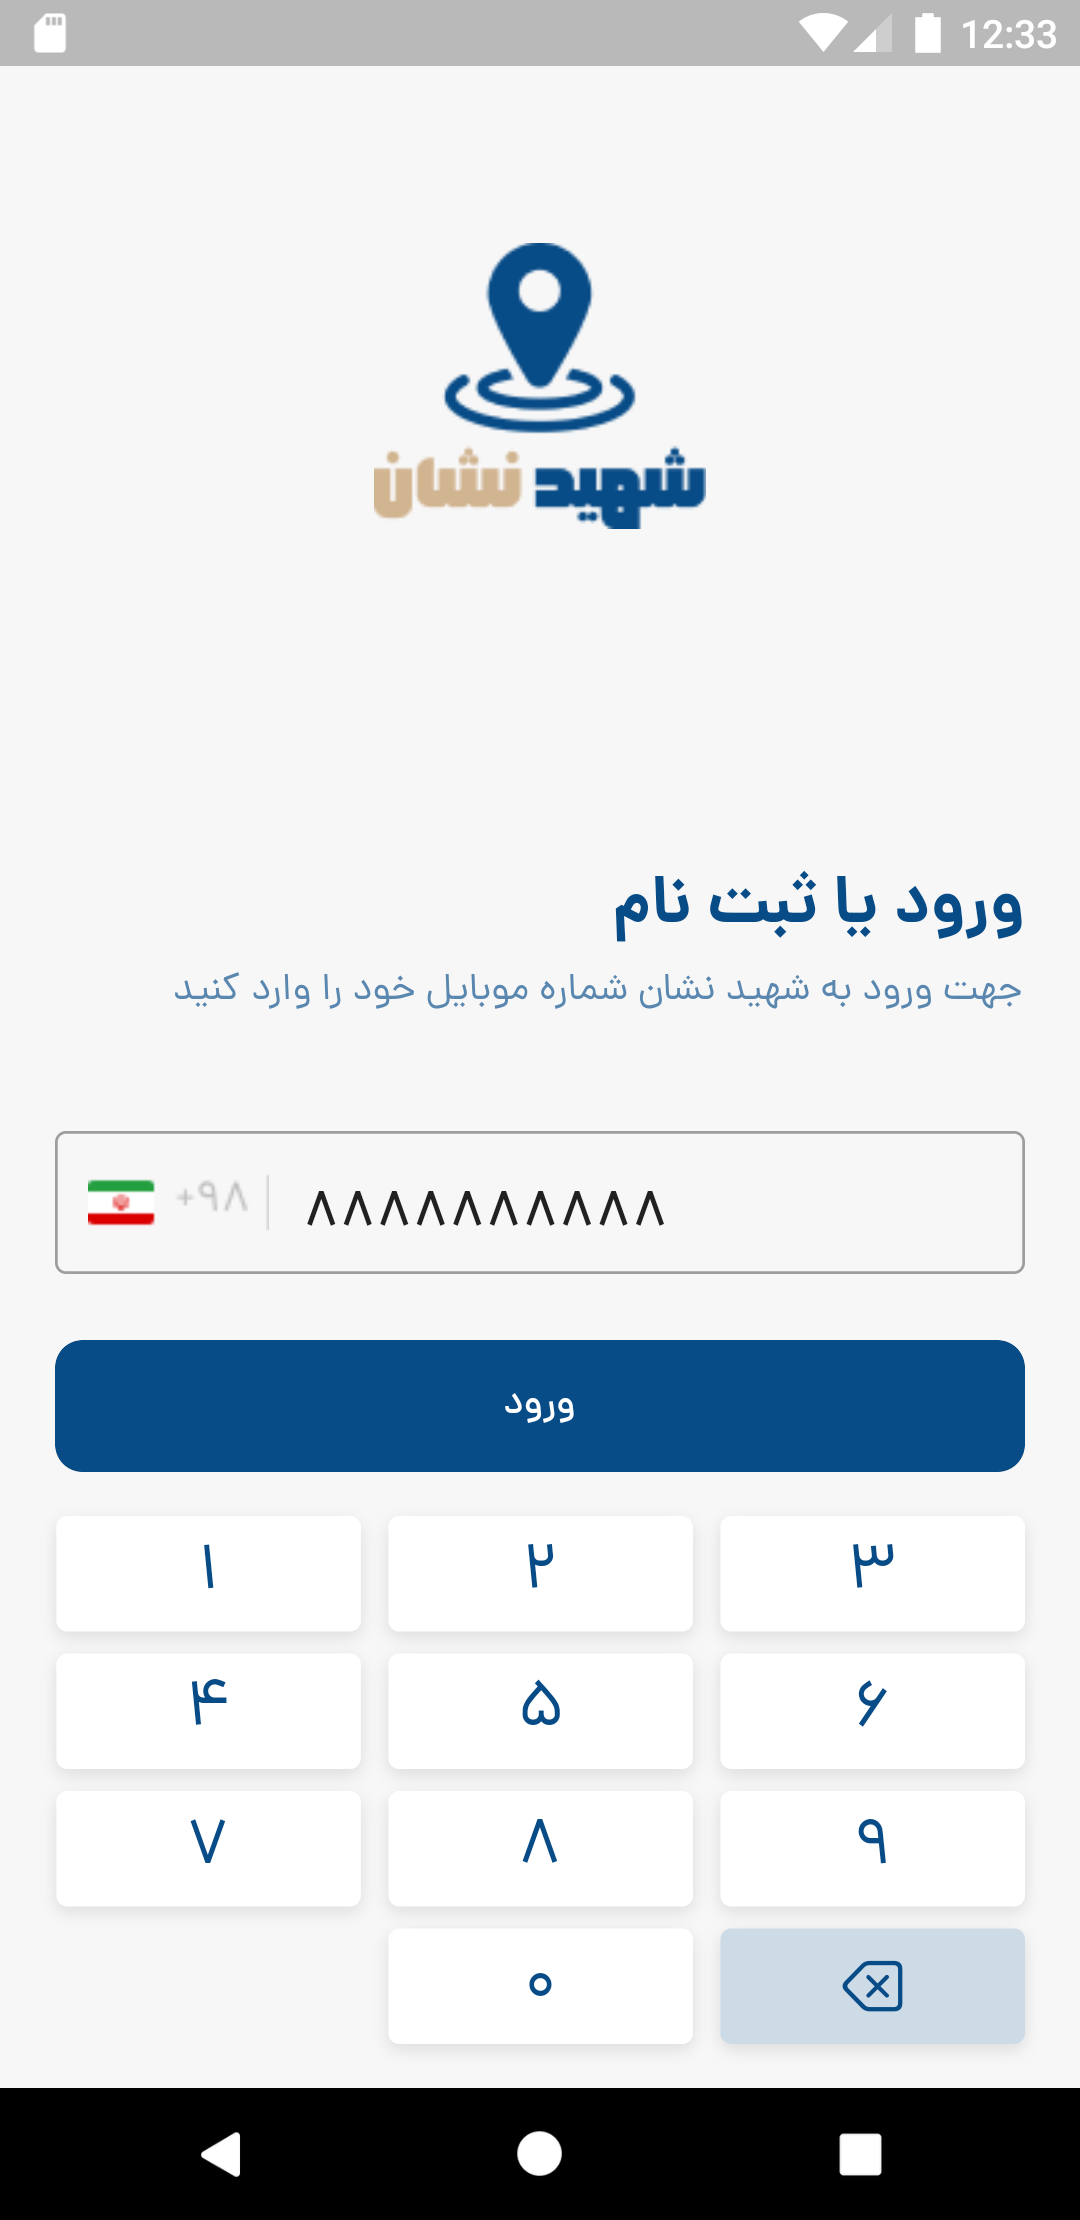 12:33
شهید نشان
ورود یا ثبت نام
جهت ورود به شهید نشان شماره موبایل خود را وارد کنید
+۹۸ ۸۸۸۸۸۸۸۸۸۸
ورود
۱ ۲ ۳
۴ ۵ ۶
۷ ۸ ۹
۰